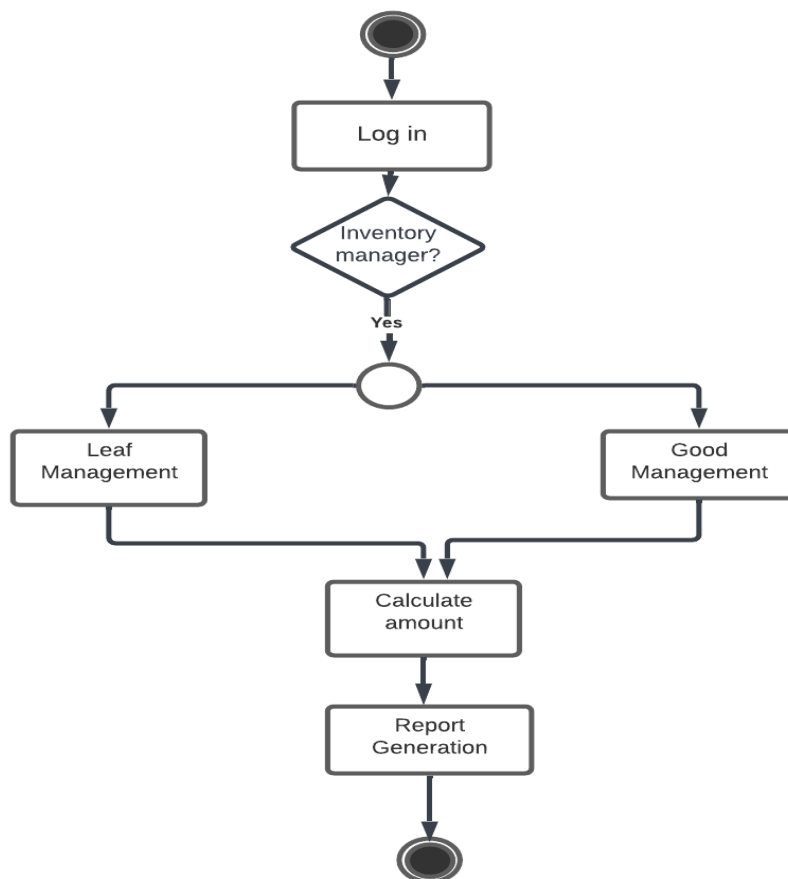 Log in
Inventory
manager?
Yes
Leaf
Management
Good
Management
Calculate
amount
Report
Generation